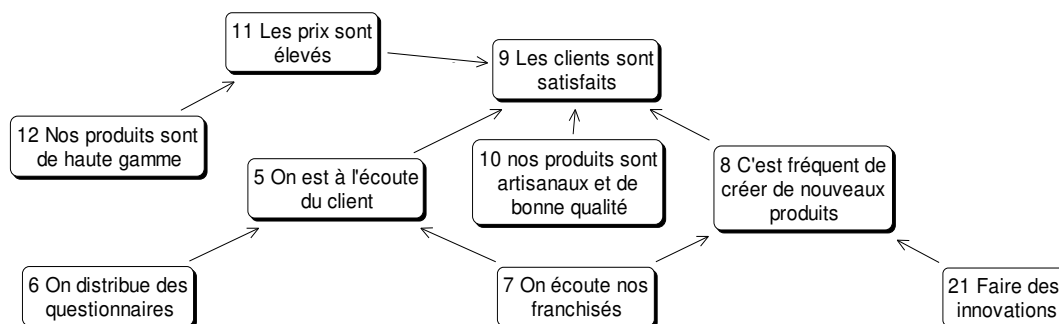 11 Les prix sont
élevés
9 Les clients sont
satisfaits
12 Nos produits sont
de haute gamme
5 On est à l'écoute
du client
10 nos produits sont
artisanaux et de
bonne qualité
8 C'est fréquent de
créer de nouveaux
produits
6 On distribue des
questionnaires
7 On écoute nos
franchisés
21 Faire des
innovations